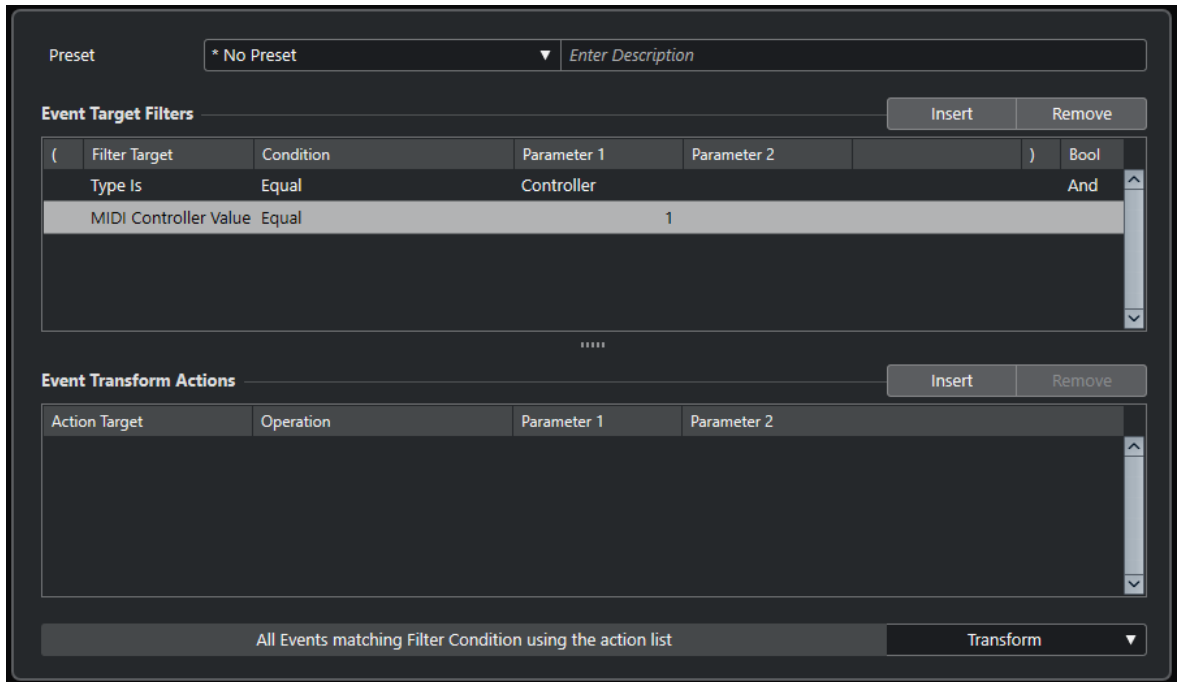 Preset * No Preset Enter Description
Event Target Filters Insert Remove
( Filter Target Condition Parameter 1 Parameter 2 ) Bool
Type Is Equal Controller And
MIDI Controller Value Equal 1
Event Transform Actions Insert Remove
Action Target Operation Parameter 1 Parameter 2
All Events matching Filter Condition using the action list Transform